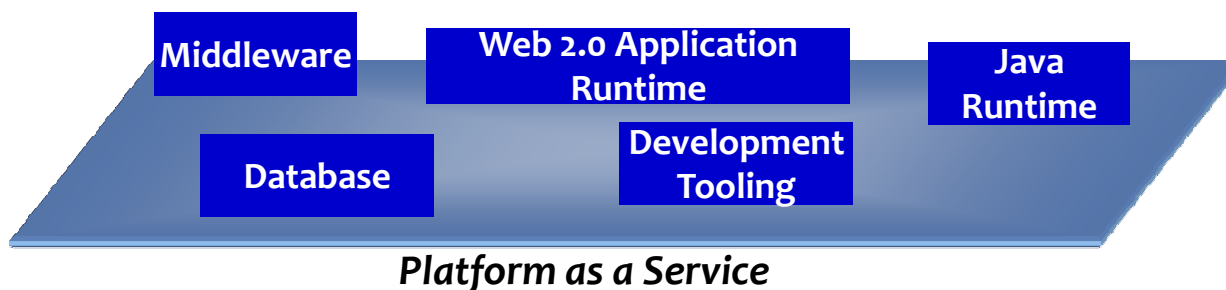 Middleware
Web 2.0 Application
Runtime
Java
Runtime
Database
Development
Tooling
Platform as a Service